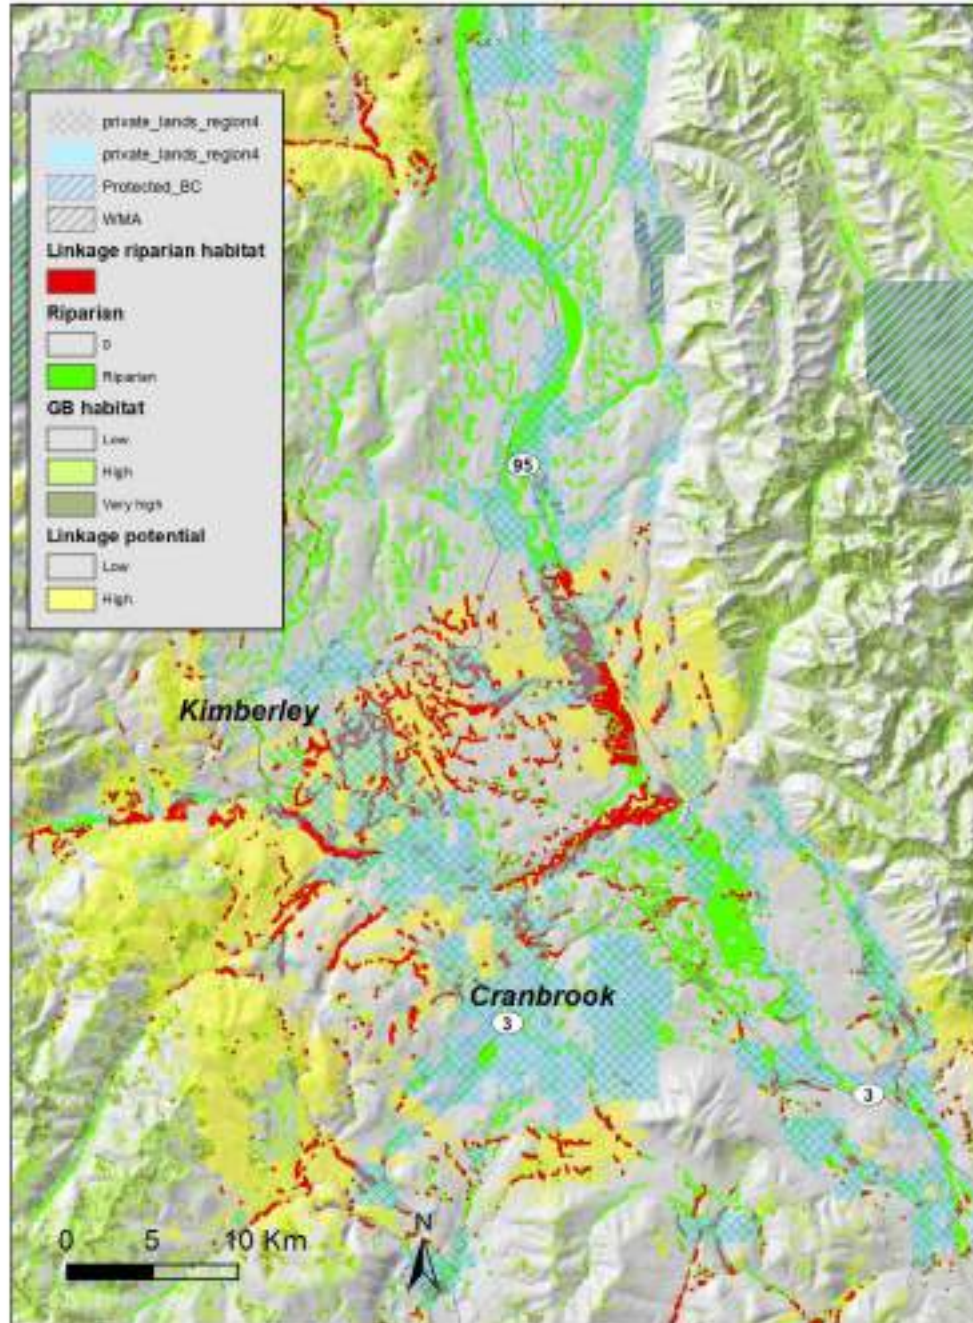 private_lands_region4
private_lands_region4
Protected_BC
WMA
Linkage riparian habitat
Riparian
0
Riparian
GB habitat
Low
High
Very high
Linkage potential
Low
High
95
Kimberley
Cranbrook
3
3
N
0 5 10 Km